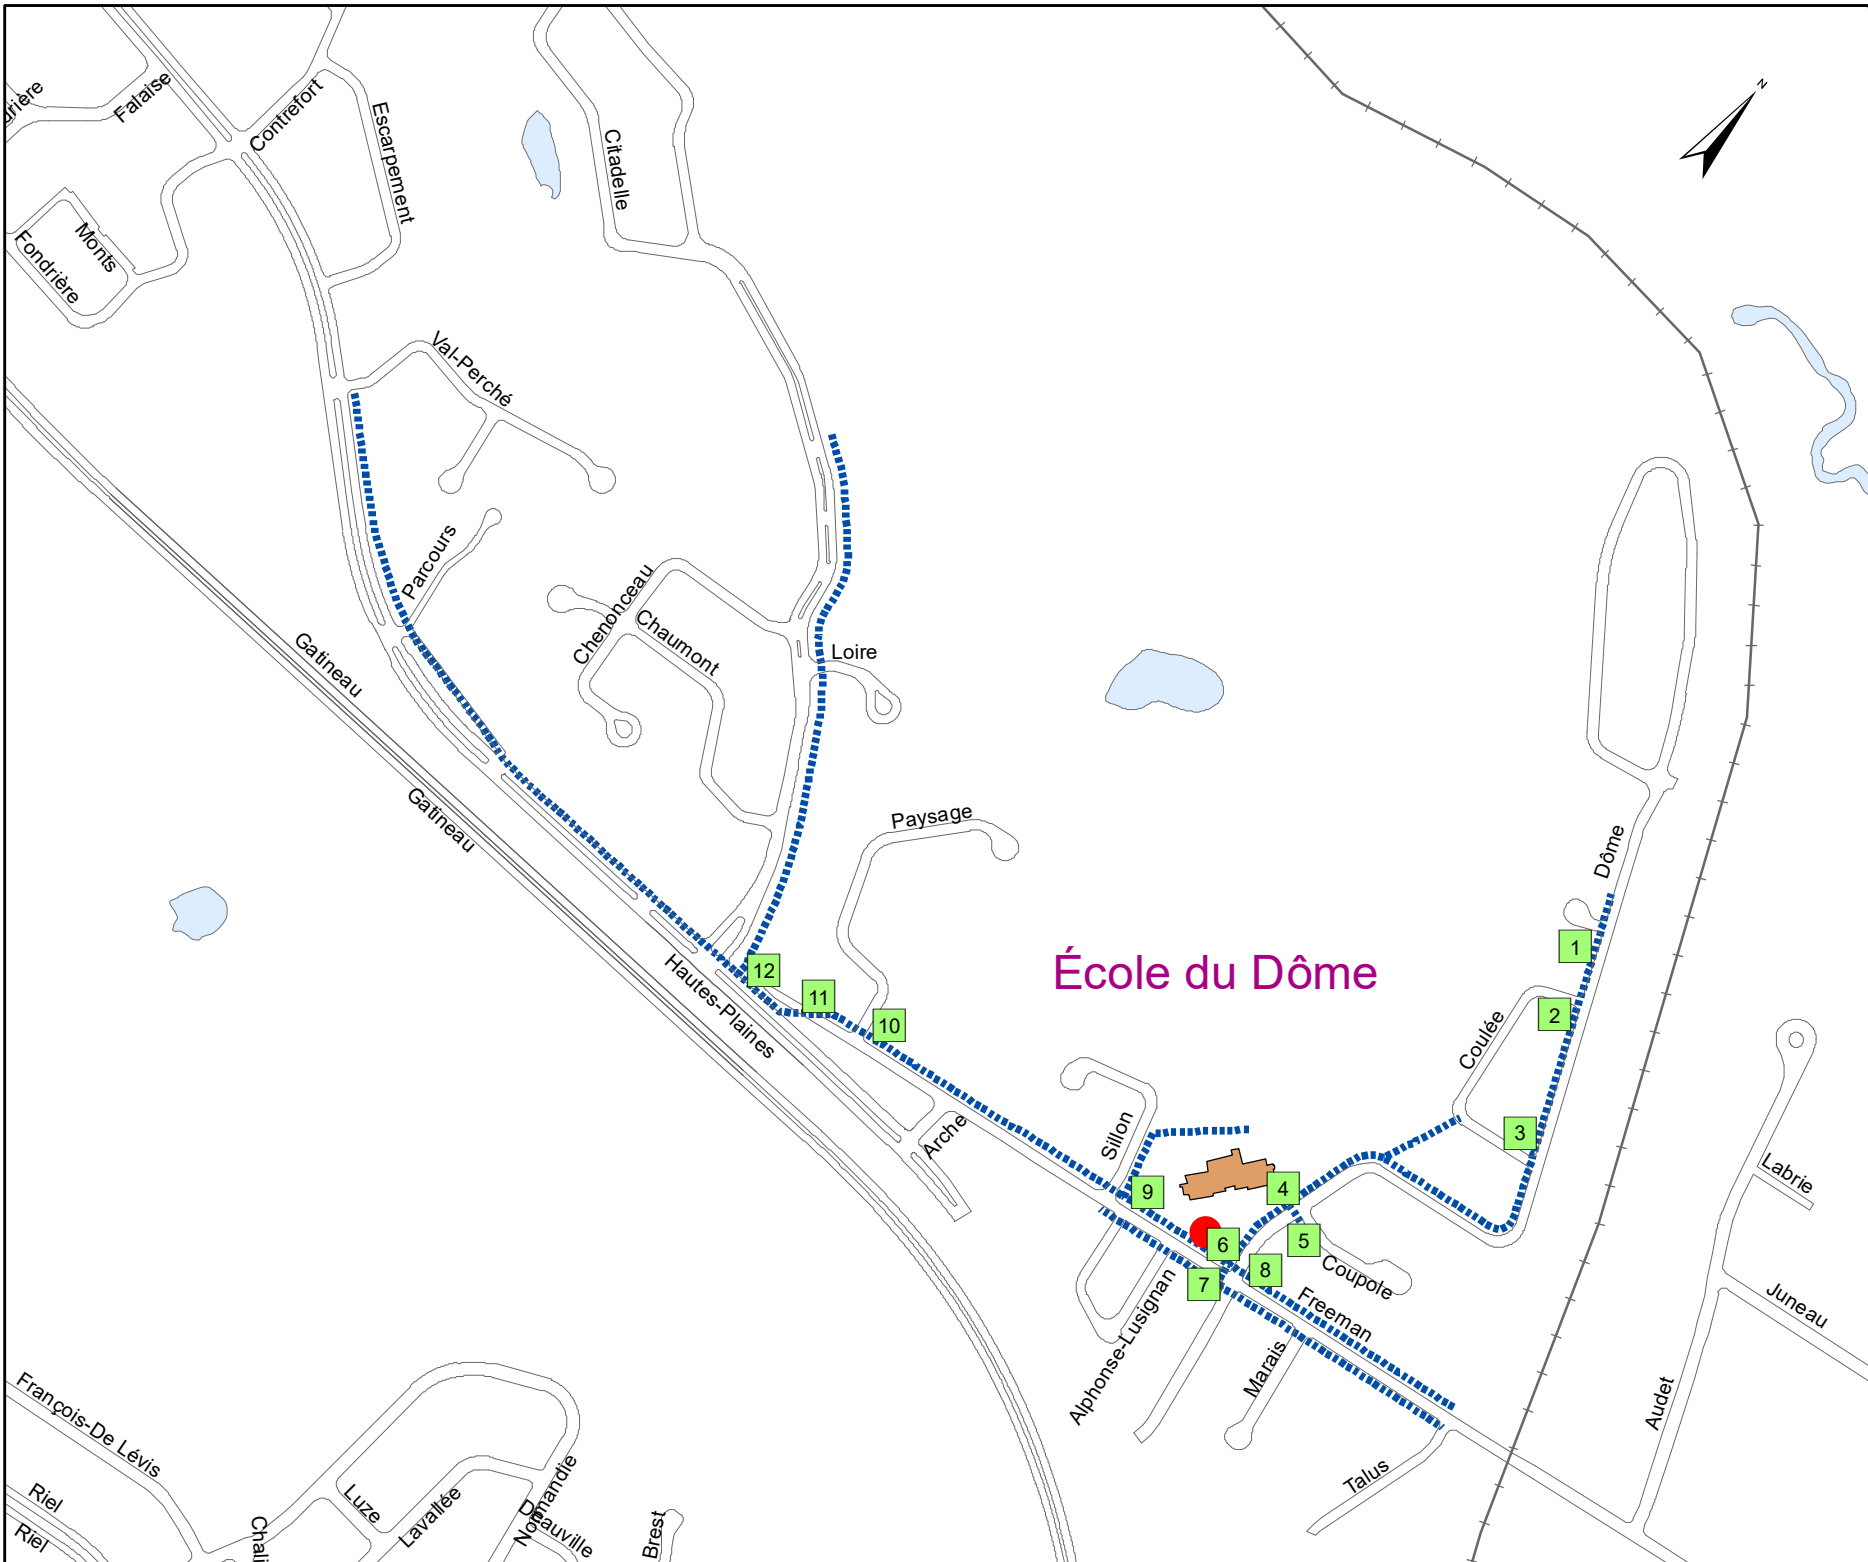 N
Falaise
Contrefort
Escarpement
Citadelle
Monts
Fondrière
Val-Perché
Parcours
Gatineau
Chenonceau
Chaumont
Loire
Gatineau
Paysage
Dôme
École du Dôme
1
12
11
10
2
Hautes-Plaines
Coulée
3
Arche
Sillon
9
4
5
6
7
8
Coupole
Freeman
Labrie
Juneau
Alphonse-Lusignan
Marais
Audet
Talus
François-De Lévis
Riel
Riel
Luze
Lavallée
Normandie
Deauville
Brest